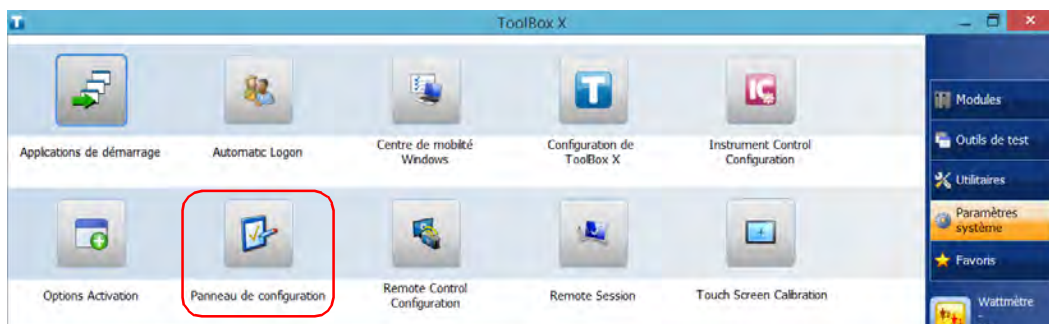 ToolBox X
Applications de démarrage
Automatic Logon
Centre de mobilité
Windows
Configuration de
ToolBox X
Instrument Control
Configuration
Options Activation
Panneau de configuration
Remote Control
Configuration
Remote Session
Touch Screen Calibration
Modules
Outils de test
Utilitaires
Paramètres
système
Favoris
Wattmètre
-